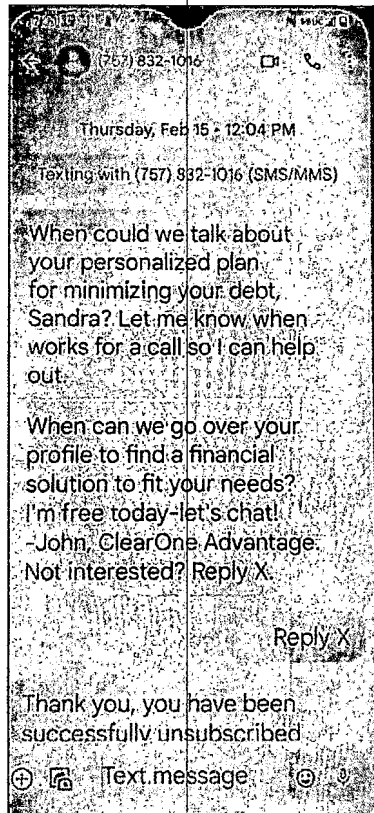 (757) 832-1016
Thursday, Feb 15 • 12:04 PM
Texting with (757) 832-1016 (SMS/MMS)
When could we talk about
your personalized plan
for minimizing your debt,
Sandra? Let me know when
works for a call so I can help
out.
When can we go over your
profile to find a financial
solution to fit your needs?
I'm free today-let's chat!
-John, ClearOne Advantage.
Not interested? Reply X.
Reply X
Thank you, you have been
successfully unsubscribed
Text message